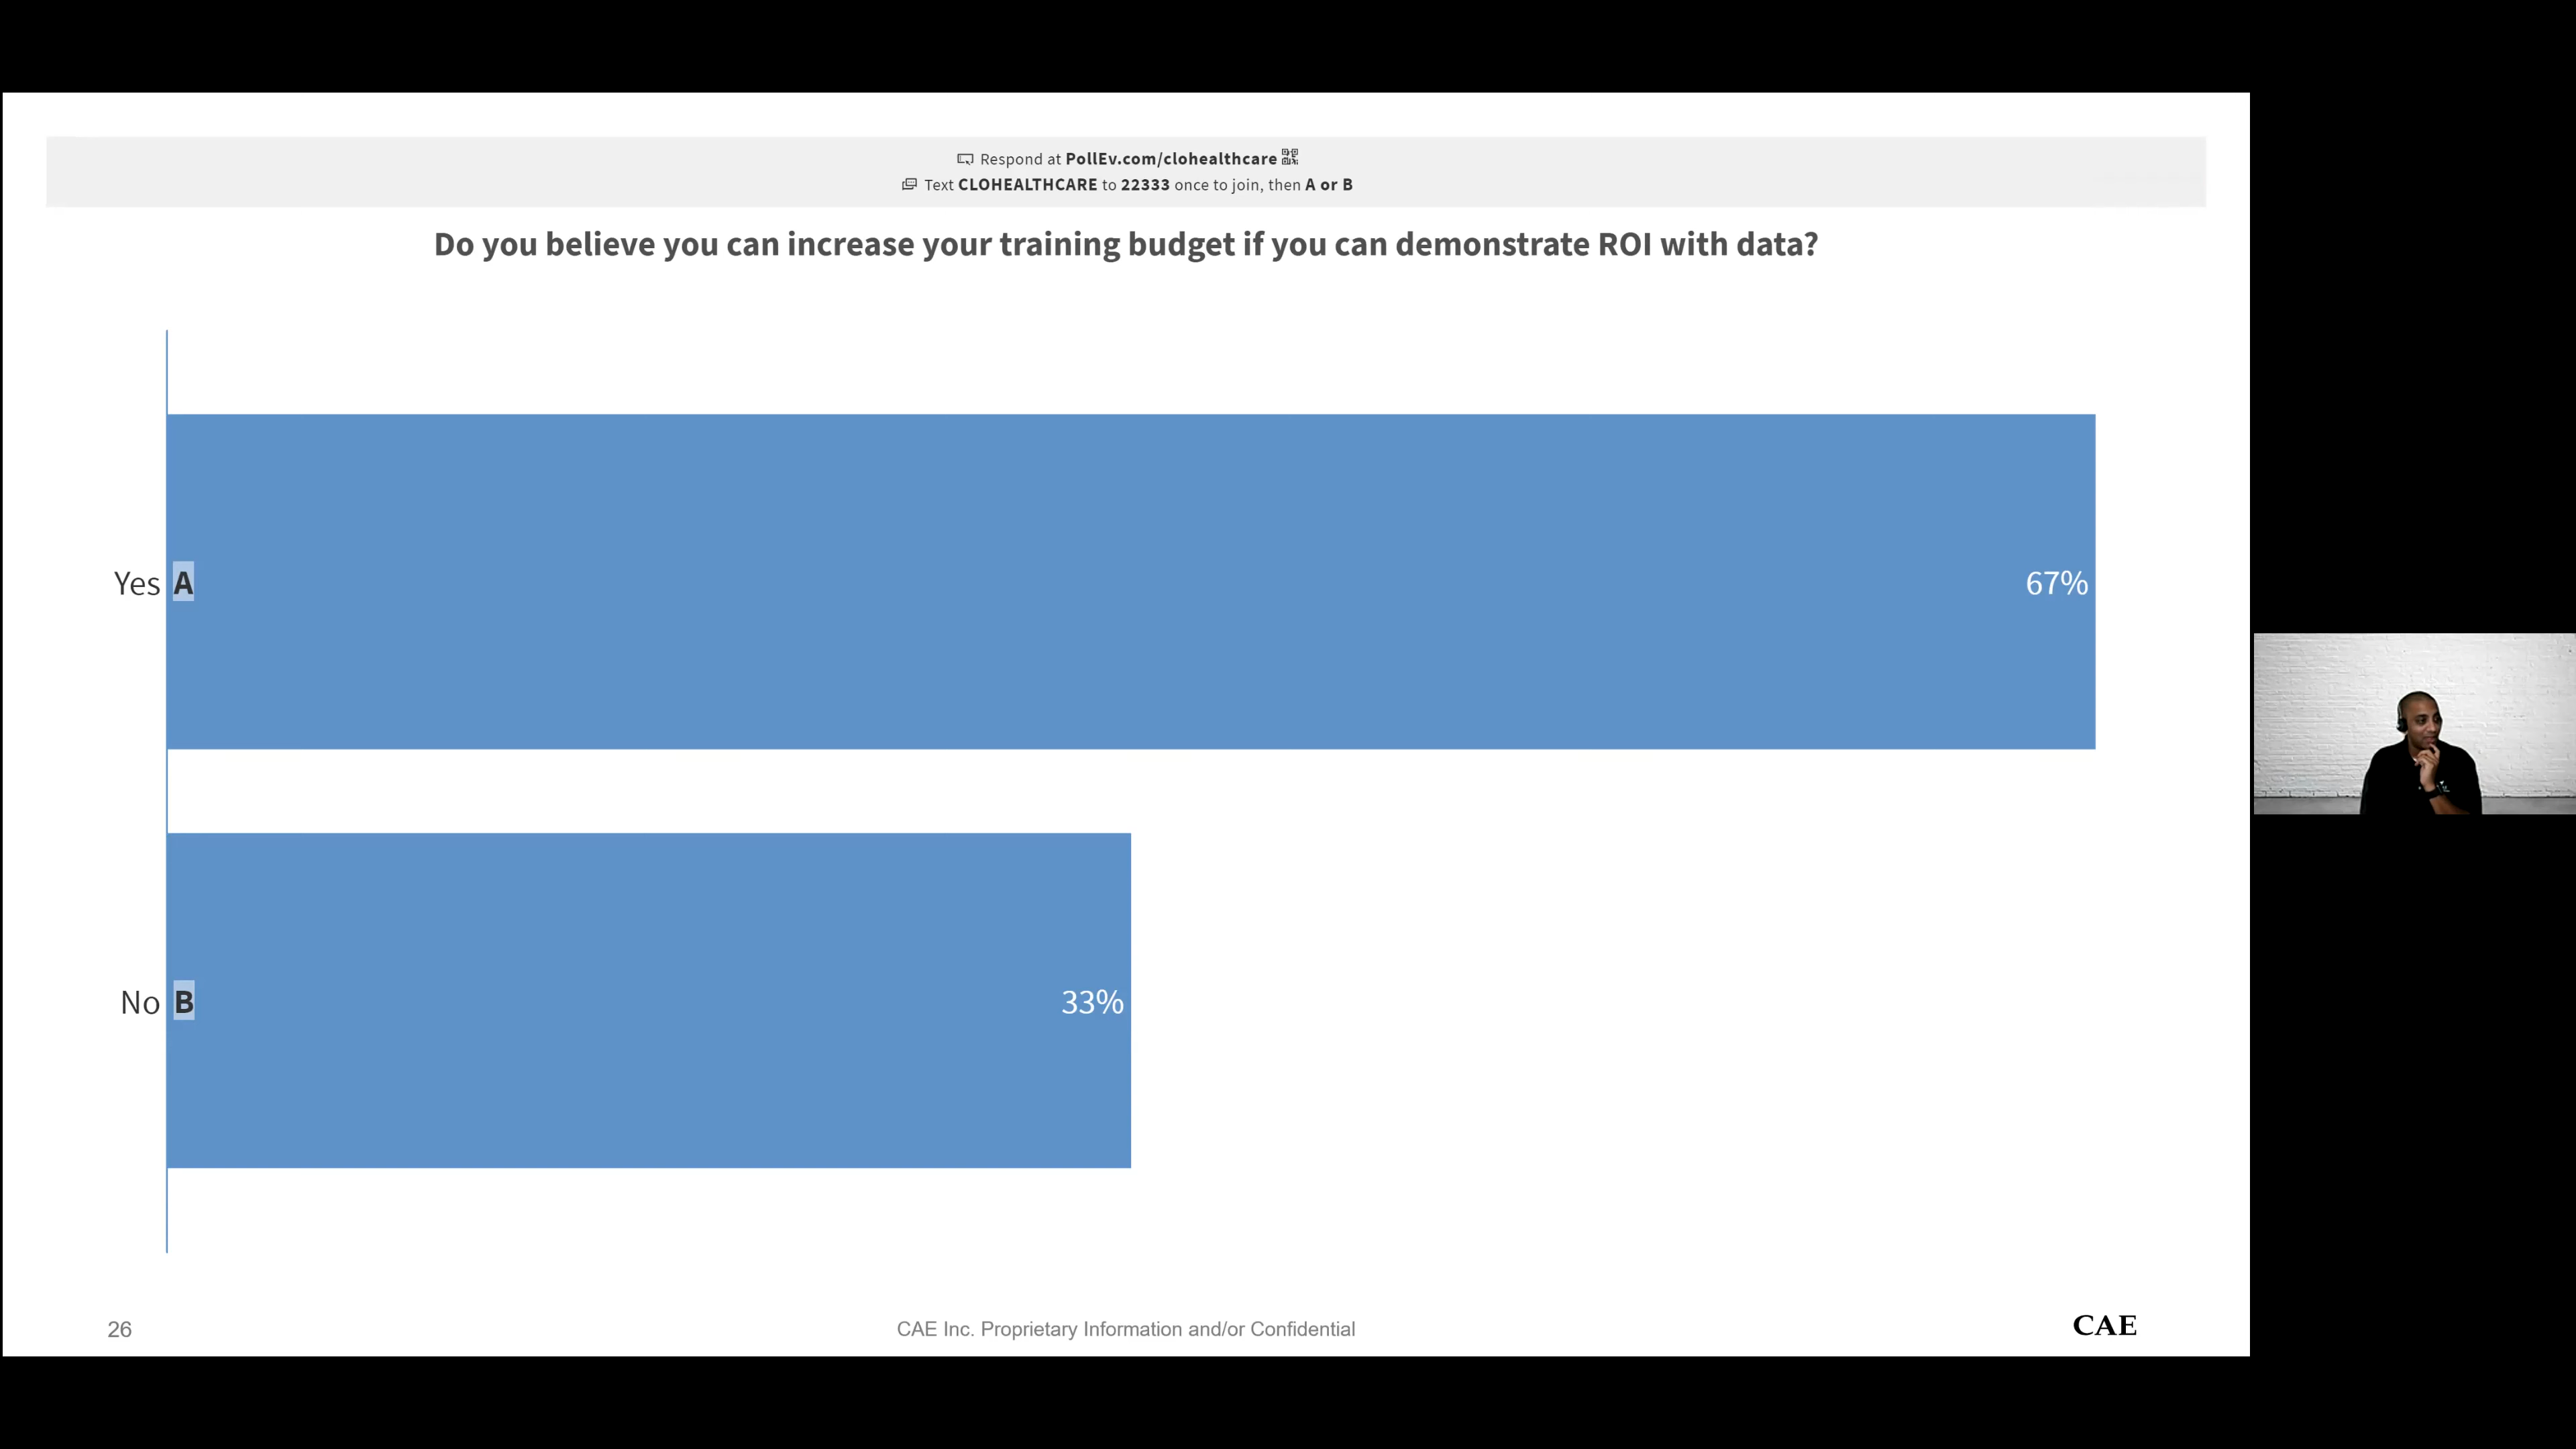 Respond at PollEv.com/clohealthcare
Text CLOHEALTHCARE to 22333 once to join, then A or B
Do you believe you can increase your training budget if you can demonstrate ROI with data?
Yes A 67%
No B 33%
26 CAE Inc. Proprietary Information and/or Confidential CAE